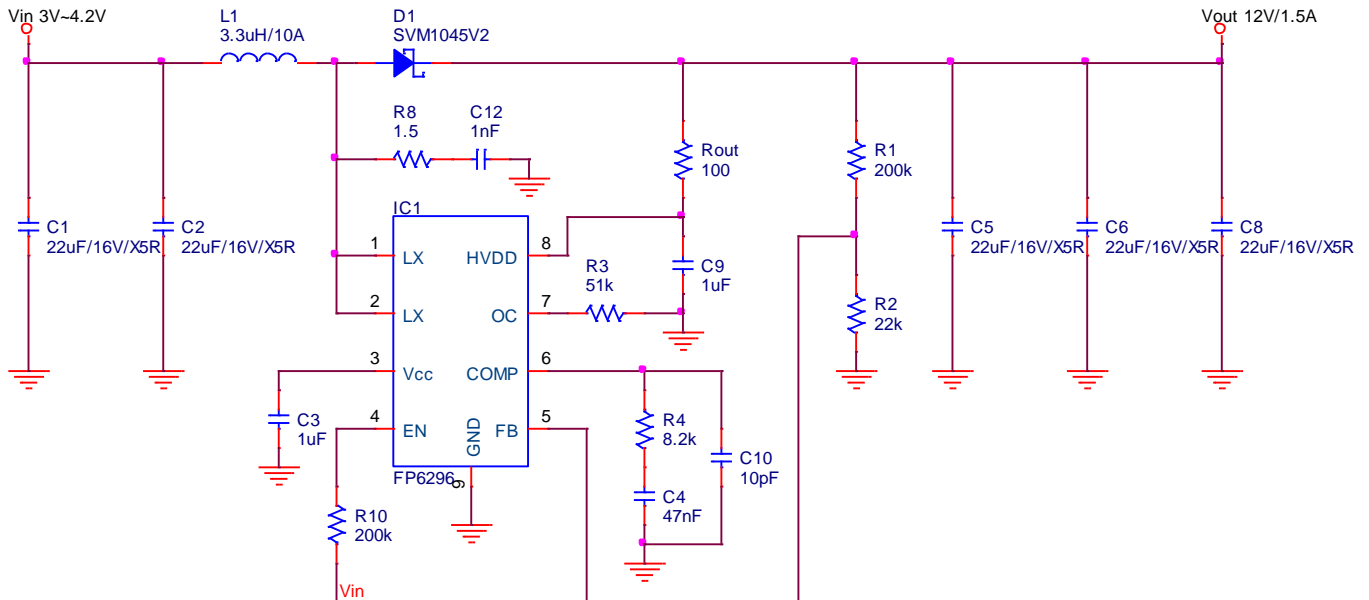 Vin 3V~4.2V
L1
3.3uH/10A
D1
SVM1045V2
Vout 12V/1.5A
R8
1.5
C12
1nF
Rout
100
R1
200k
C1
22uF/16V/X5R
C2
22uF/16V/X5R
IC1
1
LX
HVDD
8
R3
51k
C9
1uF
C5
22uF/16V/X5R
C6
22uF/16V/X5R
C8
22uF/16V/X5R
2
LX
OC
7
R2
22k
3
Vcc
COMP
6
C3
1uF
4
EN
GND
FB
5
R4
8.2k
C10
10pF
FP6296
9
C4
47nF
R10
200k
Vin